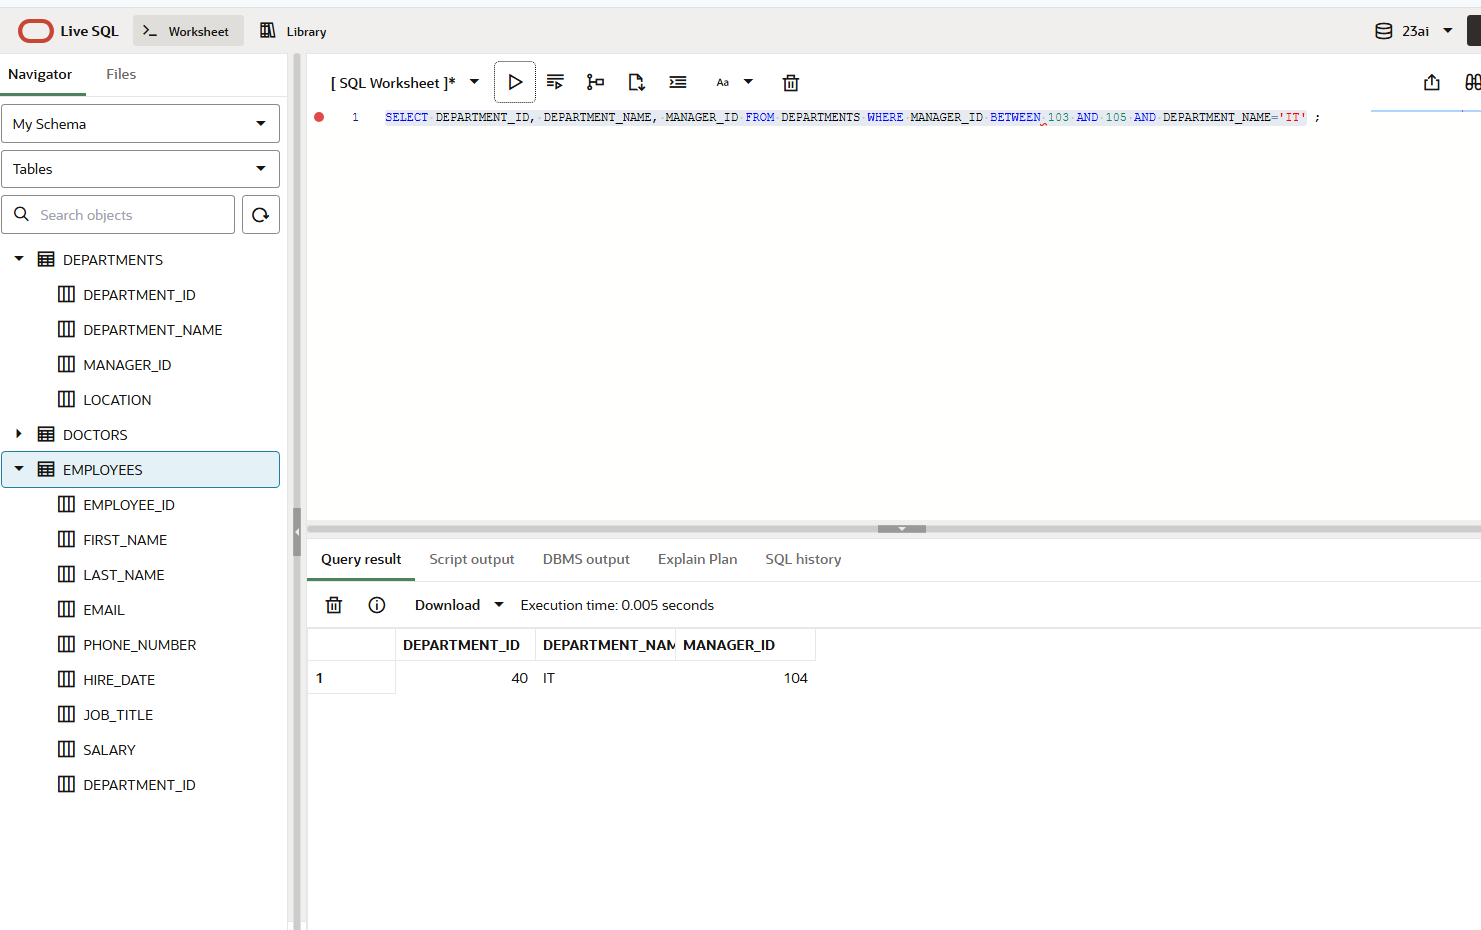 Live SQL
Worksheet
Library
23ai
Navigator
Files
My Schema
Tables
Search objects
DEPARTMENTS
DEPARTMENT_ID
DEPARTMENT_NAME
MANAGER_ID
LOCATION
DOCTORS
EMPLOYEES
EMPLOYEE_ID
FIRST_NAME
LAST_NAME
EMAIL
PHONE_NUMBER
HIRE_DATE
JOB_TITLE
SALARY
DEPARTMENT_ID
[ SQL Worksheet ]*
Aa
1 SELECT DEPARTMENT_ID, DEPARTMENT_NAME, MANAGER_ID FROM DEPARTMENTS WHERE MANAGER_ID BETWEEN 103 AND 105 AND DEPARTMENT_NAME='IT' ;
Query result
Script output
DBMS output
Explain Plan
SQL history
Download
Execution time: 0.005 seconds
DEPARTMENT_ID DEPARTMENT_NAM MANAGER_ID
1 40 IT 104